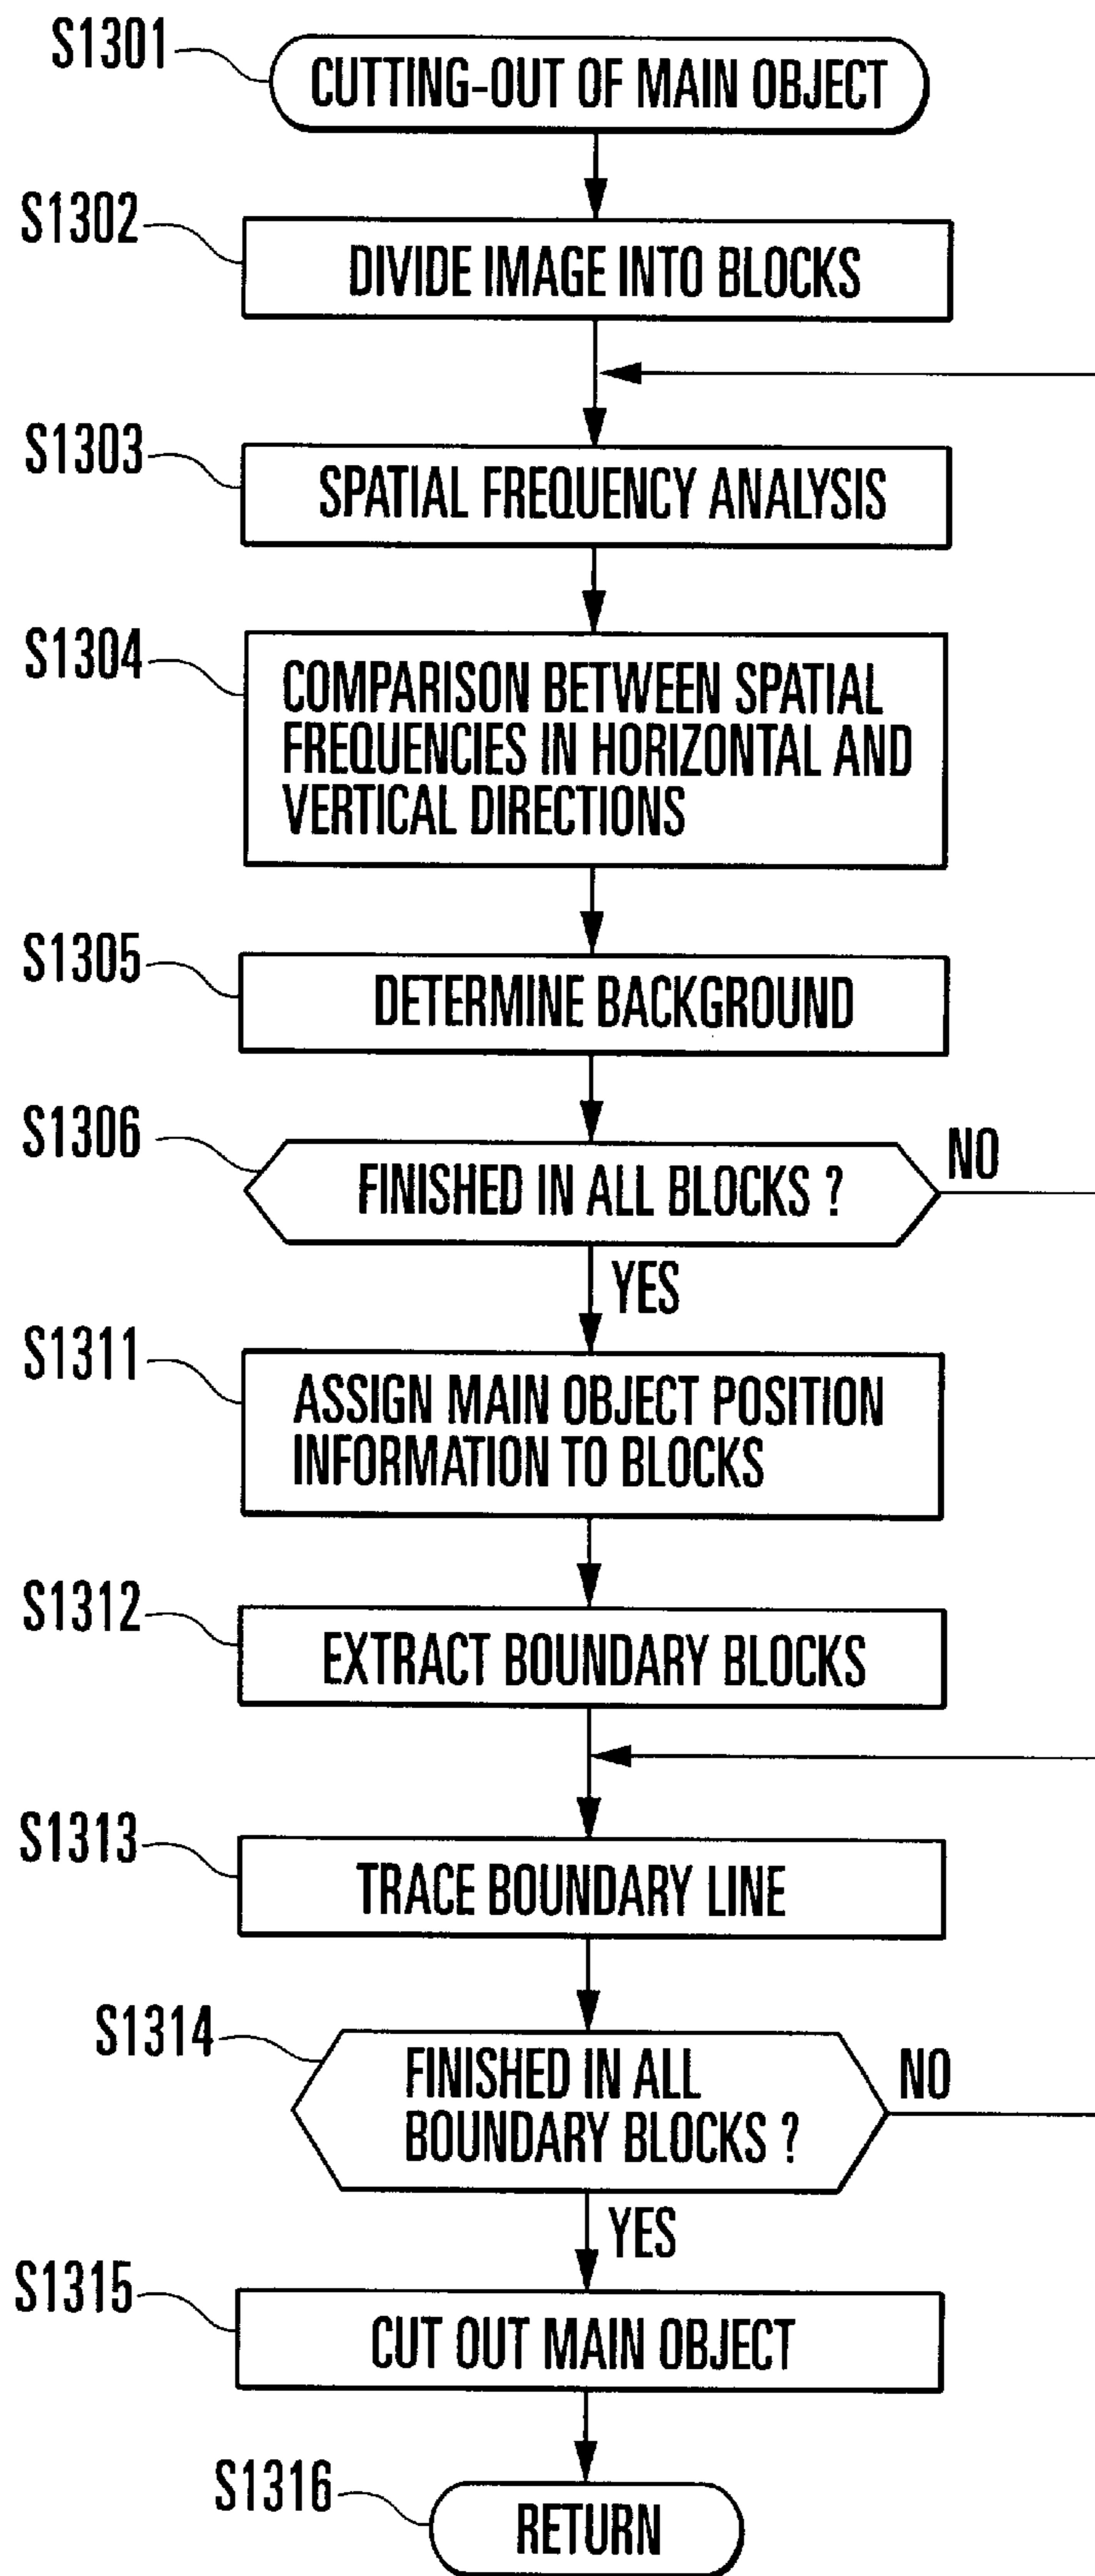 S1301
CUTTING-OUT OF MAIN OBJECT
S1302
DIVIDE IMAGE INTO BLOCKS
S1303
SPATIAL FREQUENCY ANALYSIS
S1304
COMPARISON BETWEEN SPATIAL
FREQUENCIES IN HORIZONTAL AND
VERTICAL DIRECTIONS
S1305
DETERMINE BACKGROUND
S1306
FINISHED IN ALL BLOCKS ?
NO
YES
S1311
ASSIGN MAIN OBJECT POSITION
INFORMATION TO BLOCKS
S1312
EXTRACT BOUNDARY BLOCKS
S1313
TRACE BOUNDARY LINE
S1314
FINISHED IN ALL
BOUNDARY BLOCKS ?
NO
YES
S1315
CUT OUT MAIN OBJECT
S1316
RETURN